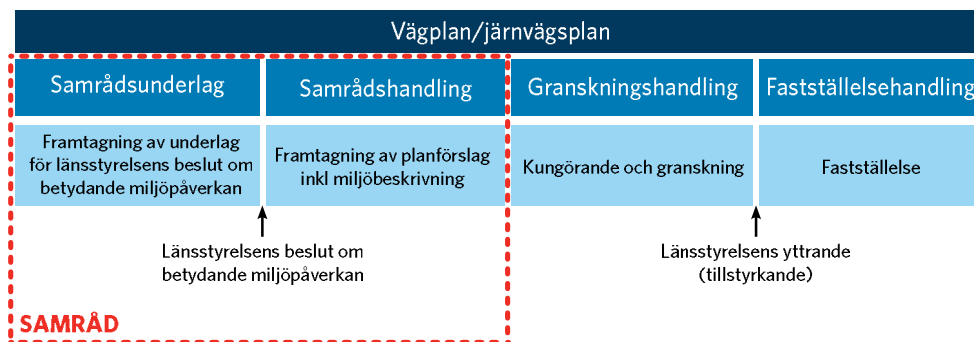 Vägplan/järnvägsplan
Samrådsunderlag
Samrådshandling
Granskningshandling
Fastställelsehandling
Framtagning av underlag
för länsstyrelsens beslut om
betydande miljöpåverkan
Framtagning av planförslag
inkl miljöbeskrivning
Kungörande och granskning
Fastställelse
Länsstyrelsens beslut om
betydande miljöpåverkan
Länsstyrelsens yttrande
(tillstyrkande)
SAMRÅD